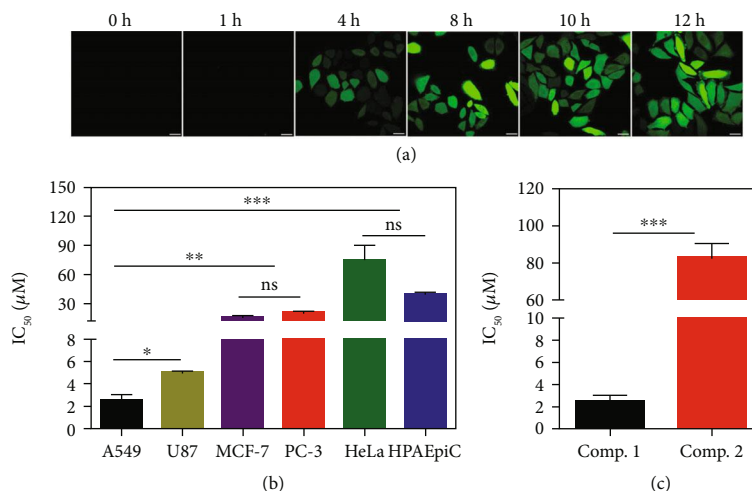 0 h 1 h 4 h 8 h 10 h 12 h
(a)
IC50 (μM)
150
120
90
60
30
8
6
4
2
0
***
**
*
ns
ns
A549 U87 MCF-7 PC-3 HeLa HPAEpiC
(b)
IC50 (μM)
120
100
80
60
10
8
6
4
2
0
***
Comp. 1 Comp. 2
(c)